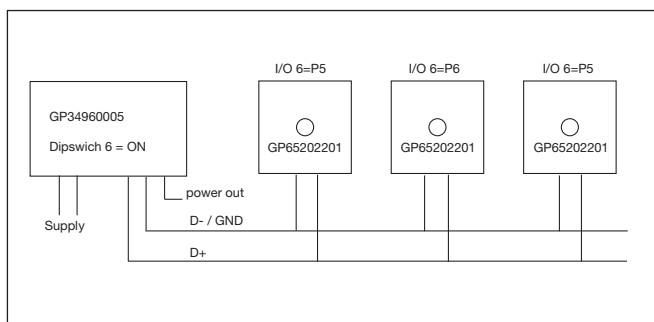 I/O 6=P5
I/O 6=P6
I/O 6=P5
GP34960005
Dipswich 6 = ON
GP65202201
GP65202201
GP65202201
power out
Supply
D- / GND
D+